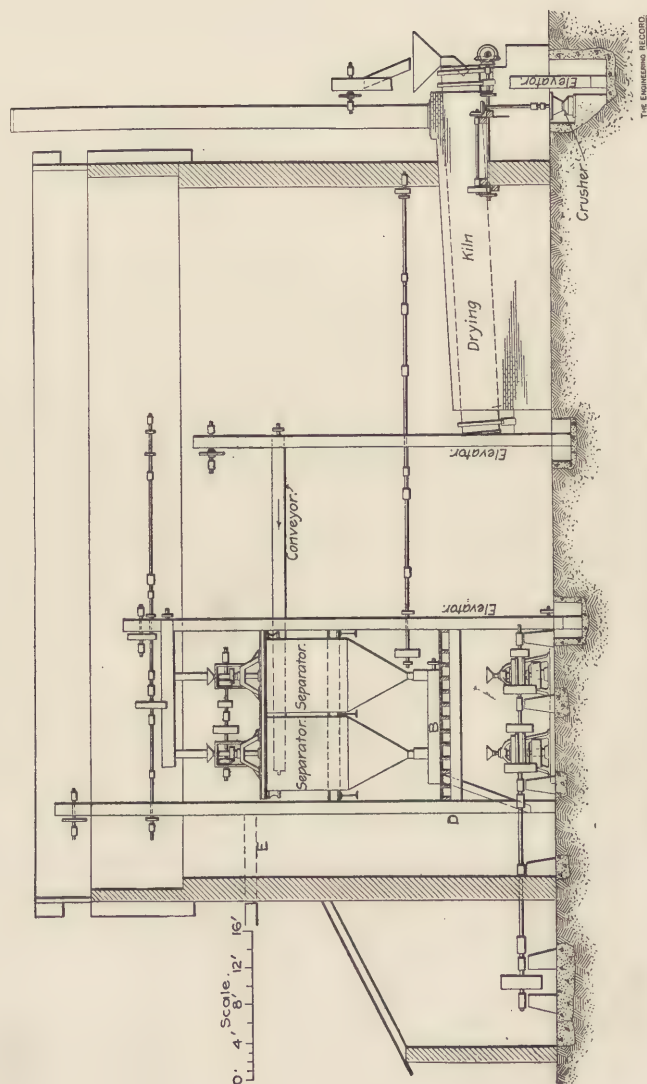 THE ENGINEERING RECORD.
Elevator.
Crusher.
Drying Kiln
Elevator.
Conveyor.
Elevator.
Separator. Separator.
B
D
E
Scale.
0' 4' 8' 12' 16'